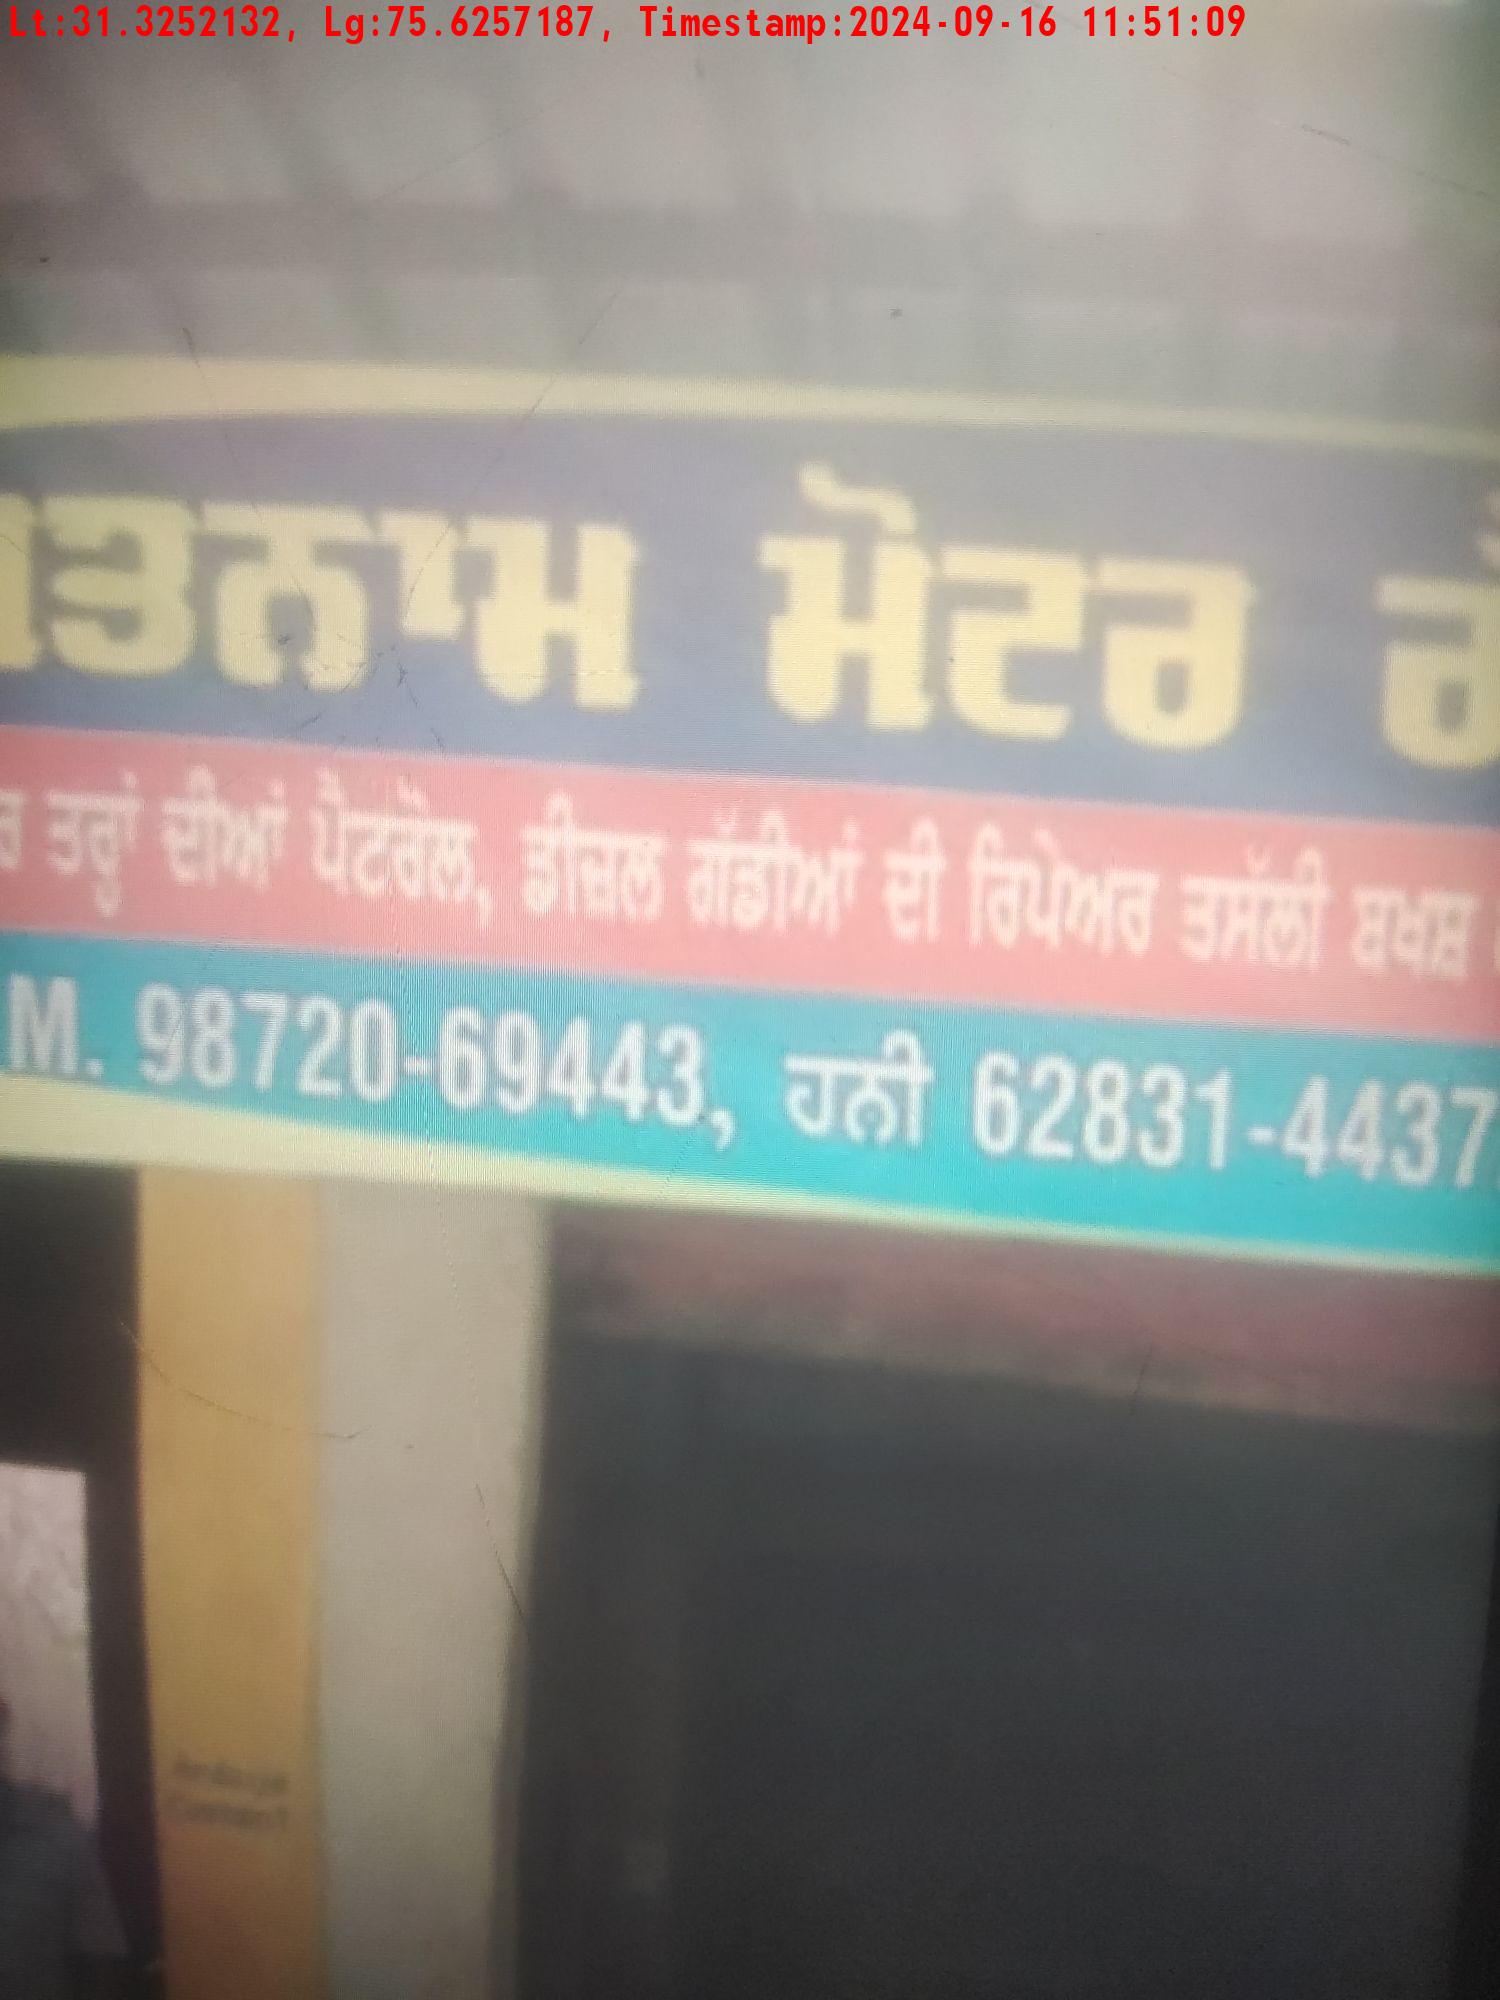 Lt:31.3252132, Lg:75.6257187, Timestamp:2024-09-16 11:51:09
ਸਤਨਾਮ ਮੋਟਰ
ਤਰ੍ਹਾਂ ਦੀਆਂ ਪੈਟਰੋਲ, ਡੀਜ਼ਲ ਗੱਡੀਆਂ ਦੀ ਰਿਪੇਅਰ ਤਸੱਲੀ ਬਖਸ਼
M. 98720-69443, ਹਨੀ 62831-4437